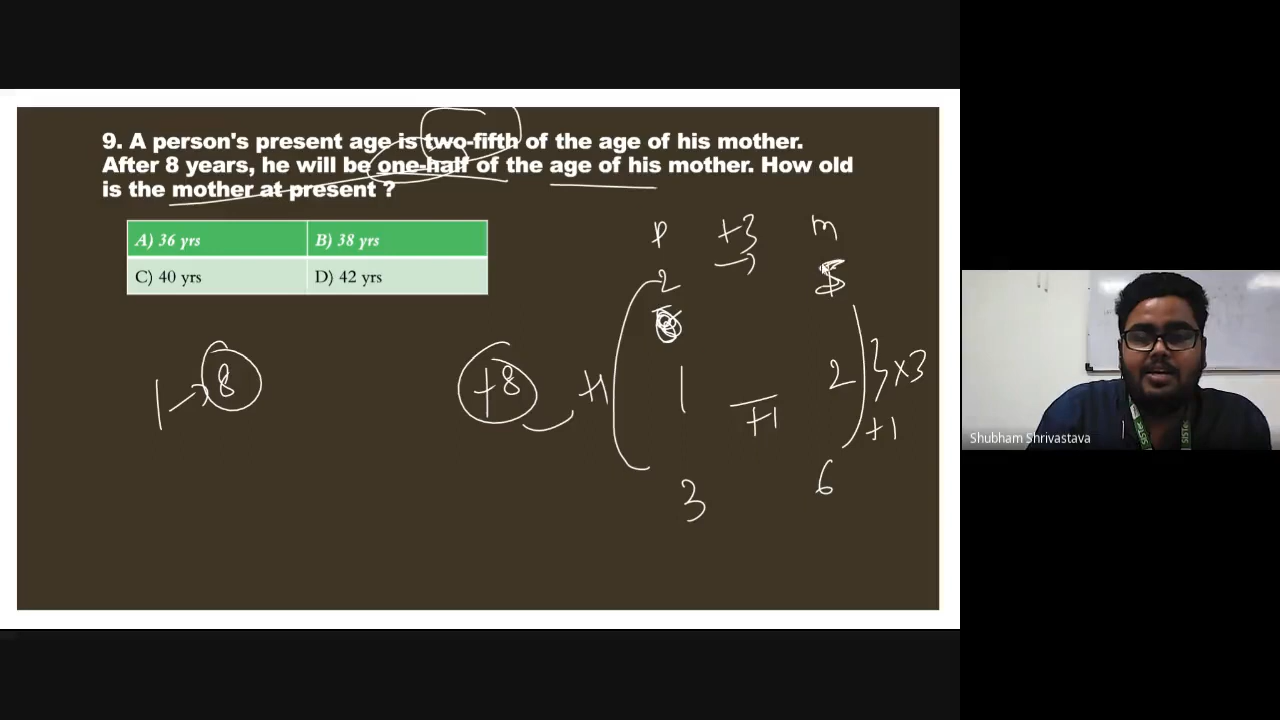 9. A person's present age is two-fifth of the age of his mother.
After 8 years, he will be one-half of the age of his mother. How old
is the mother at present ?
A) 36 yrs B) 38 yrs
C) 40 yrs D) 42 yrs
P +3 m
2 5
1 → 8 +8 +1 1 +1 2 } ×3
+1
3 6
Shubham Shrivastava